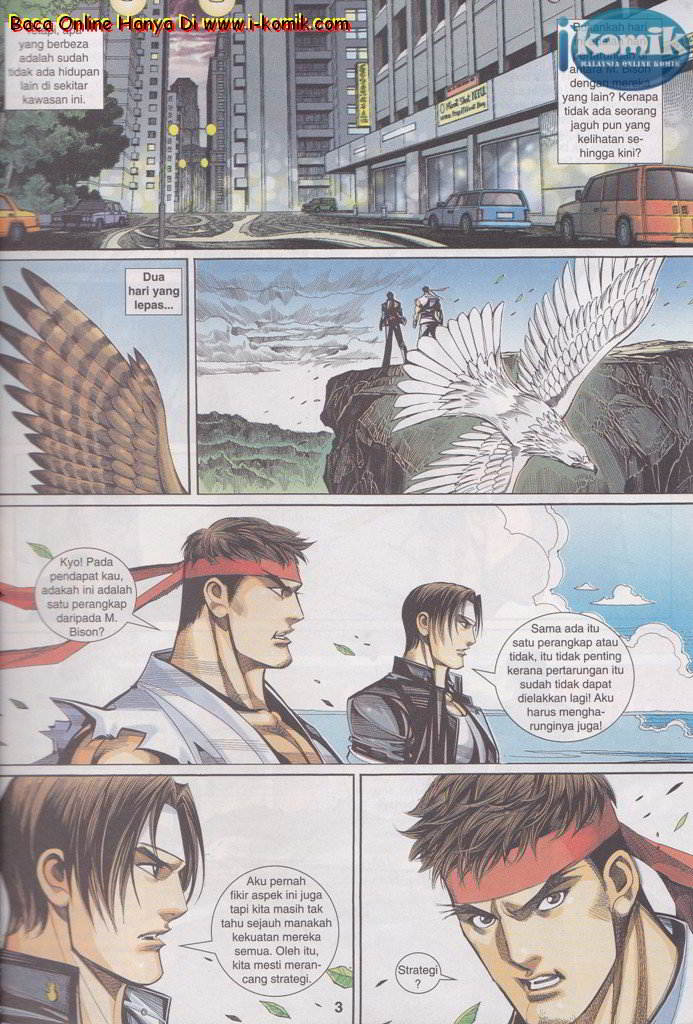 Baca Online Hanya Di www.i-komik.com
ikomik
MALAYSIA ONLINE KOMIK
yang berbeza
adalah sudah
tidak ada hidupan
lain di sekitar
kawasan ini.
hari
M. Bison
dengan mereka
yang lain? Kenapa
tidak ada seorang
jaguh pun yang
kelihatan se-
hingga kini?
Dua
hari yang
lepas...
Kyo! Pada
pendapat kau,
adakah ini adalah
satu perangkap
daripada M.
Bison?
Sama ada itu
satu perangkap atau
tidak, itu tidak penting
kerana pertarungan itu
sudah tidak dapat
dielakkan lagi! Aku
harus mengha-
runginya juga!
Aku pernah
fikir aspek ini juga
tapi kita masih tak
tahu sejauh manakah
kekuatan mereka
semua. Oleh itu,
kita mesti meran-
cang strategi.
Strategi
?
3